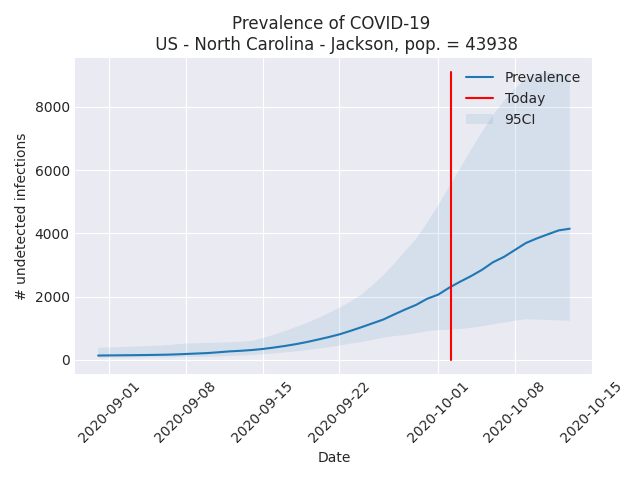 Prevalence of COVID-19
US - North Carolina - Jackson, pop. = 43938
Prevalence
Today
95CI
# undetected infections
8000
6000
4000
2000
0
2020-09-01
2020-09-08
2020-09-15
2020-09-22
2020-10-01
2020-10-08
2020-10-15
Date